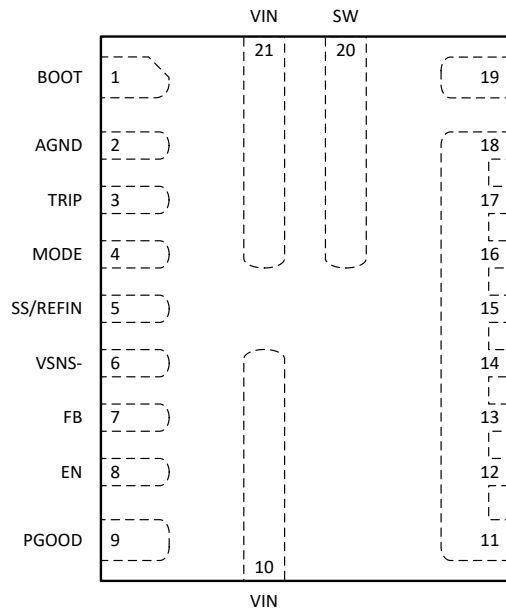 VIN SW
21 20
BOOT 1 19
AGND 2 18
TRIP 3 17
MODE 4 16
SS/REFIN 5 15
VSNS- 6 14
FB 7 13
EN 8 12
PGOOD 9 11
10
VIN